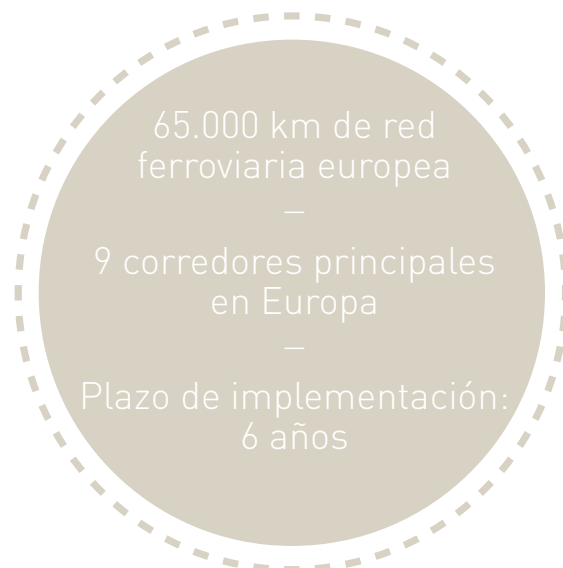 65.000 km de red
ferroviaria europea
—
9 corredores principales
en Europa
—
Plazo de implementación:
6 años